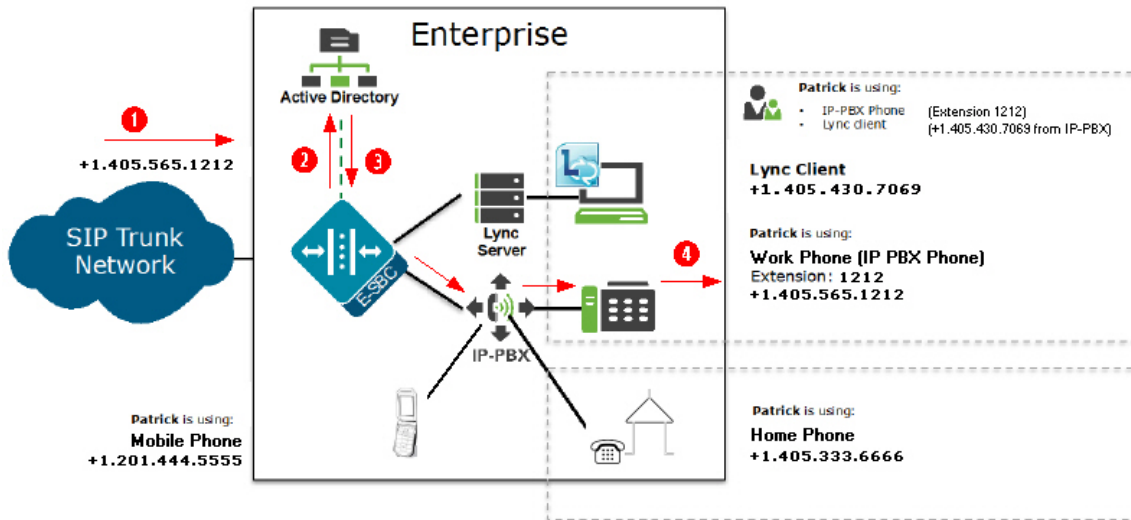 Enterprise
Active Directory
1
+1.405.565.1212
2
3
SIP Trunk
Network
E-SBC
Lync
Server
L
IP-PBX
4
Patrick is using:
• IP-PBX Phone (Extension 1212)
• Lync client (+1.405.430.7069 from IP-PBX)
Lync Client
+1.405.430.7069
Patrick is using:
Work Phone (IP PBX Phone)
Extension: 1212
+1.405.565.1212
Patrick is using:
Mobile Phone
+1.201.444.5555
Patrick is using:
Home Phone
+1.405.333.6666